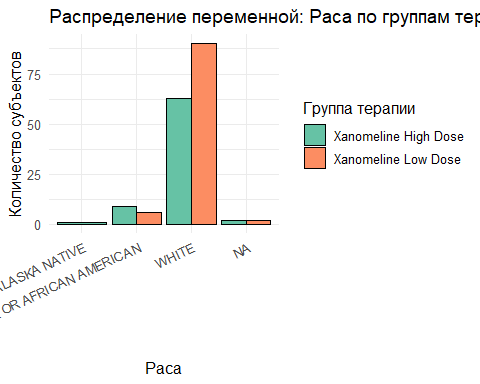 Распределение переменной: Раса по группам тер
Количество субъектов
75
50
25
0
ALASKA NATIVE
OR AFRICAN AMERICAN
WHITE
NA
Раса
Группа терапии
Xanomeline High Dose
Xanomeline Low Dose